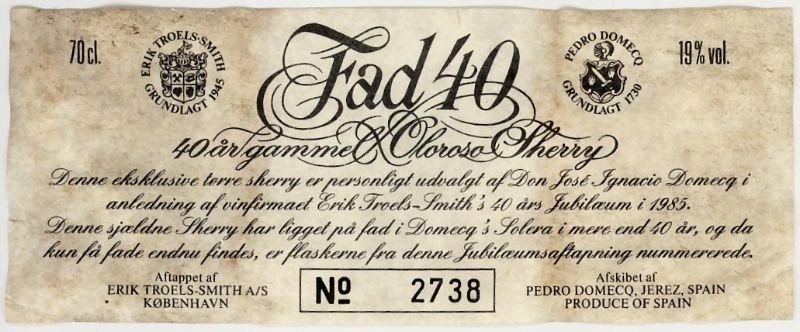 70 cl.
ERIK TROELS-SMITH
GRUNDLAGT 1945
Fad 40
PEDRO DOMECQ
GRUNDLAGT 1730
19% vol.
40 år gammel Oloroso Sherry
Denne eksklusive tørre sherry er personligt udvalgt af Don José Ignacio Domecq i
anledning af vinfirmaet Erik Troels-Smith's 40 års Jubilæum i 1985.
Denne sjældne Sherry har ligget på fad i Domecq's Solera i mere end 40 år, og da
kun få fade endnu findes, er flaskerne fra denne Jubilæumsaftapning nummererede.
Aftappet af
ERIK TROELS-SMITH A/S
KØBENHAVN
Nº 2738
Afskibet af
PEDRO DOMECQ, JEREZ, SPAIN
PRODUCE OF SPAIN